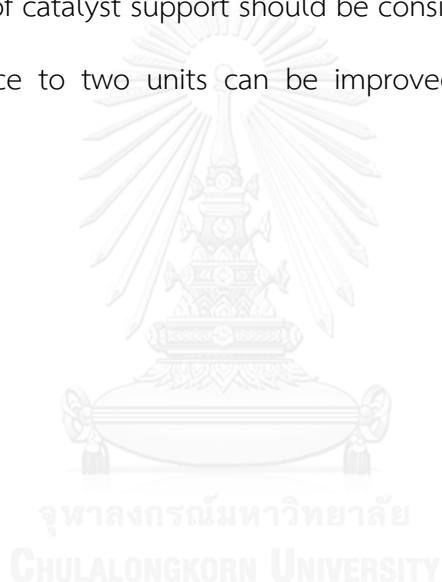 of catalyst support should be consi
ce to two units can be improved
จุฬาลงกรณ์มหาวิทยาลัย
CHULALONGKORN UNIVERSITY